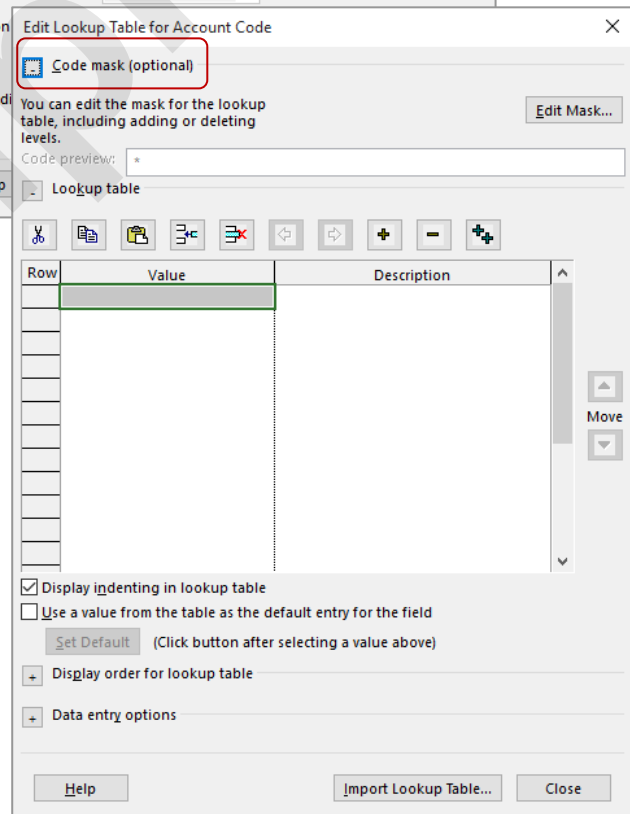 Edit Lookup Table for Account Code
Code mask (optional)
You can edit the mask for the lookup
table, including adding or deleting
levels.
Edit Mask...
Code preview: *
Lookup table
Row Value Description
Move
Display indenting in lookup table
Use a value from the table as the default entry for the field
Set Default (Click button after selecting a value above)
Display order for lookup table
Data entry options
Help Import Lookup Table... Close